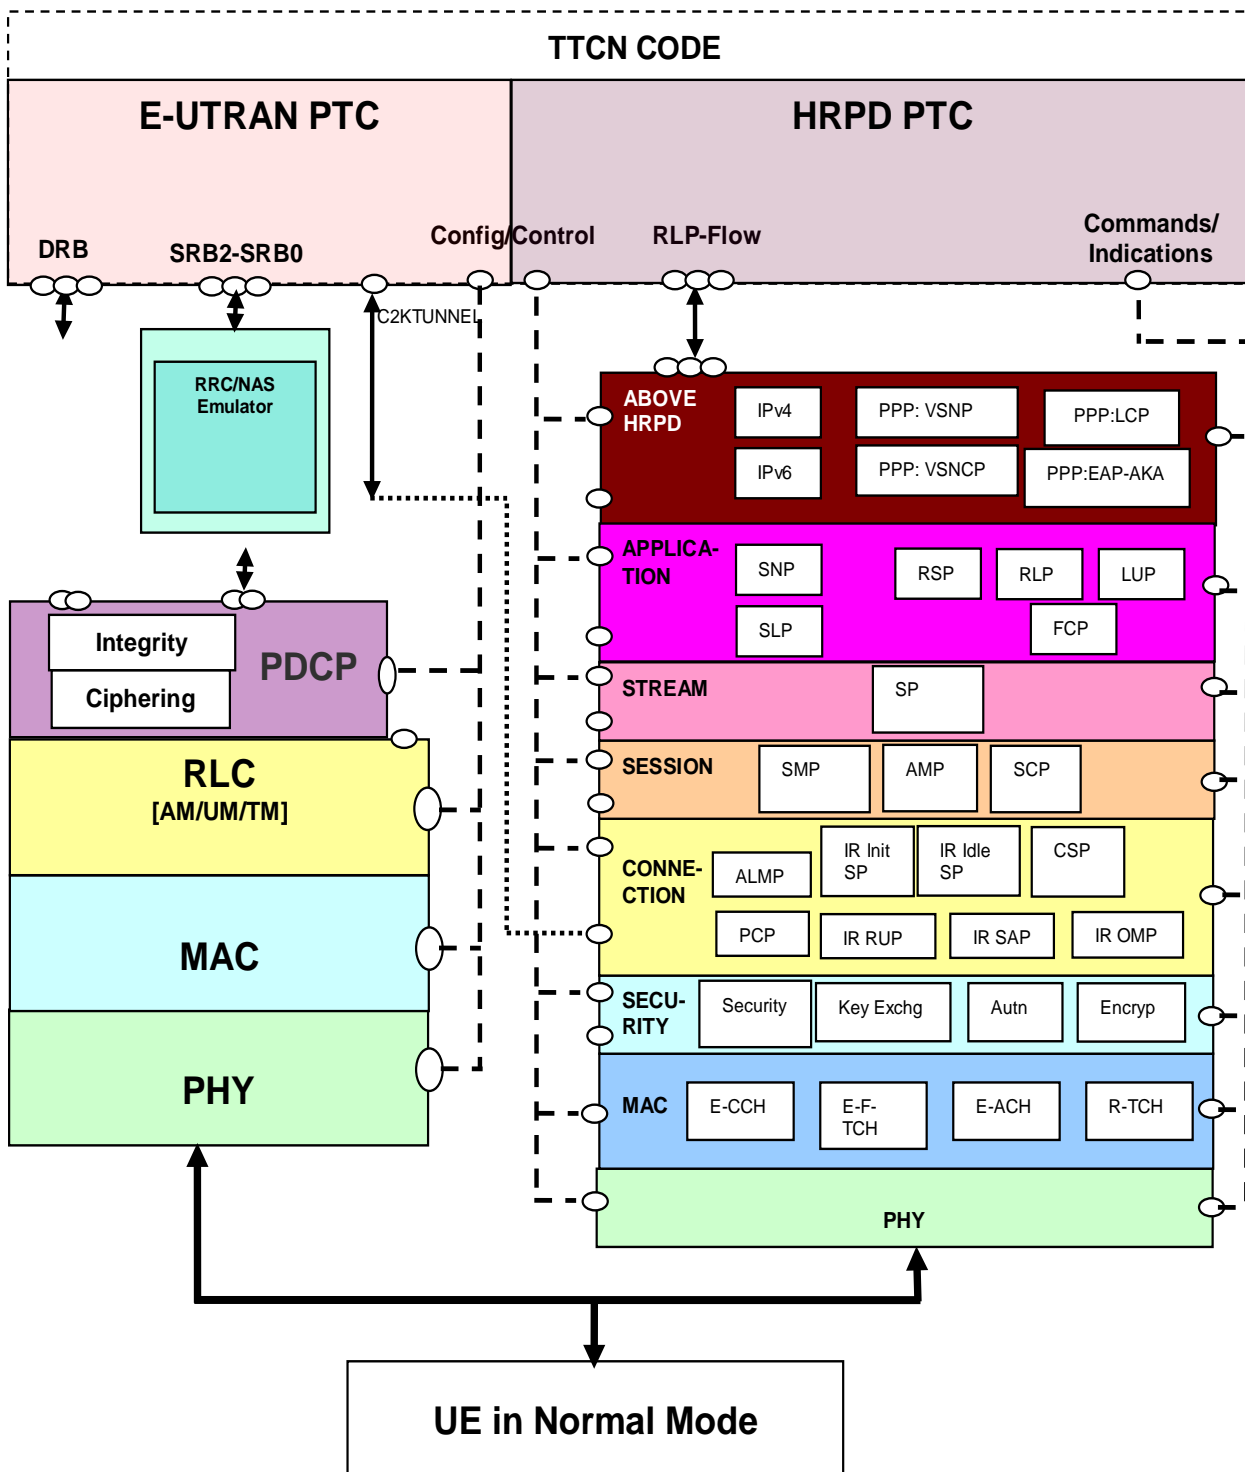 TTCN CODE
E-UTRAN PTC
HRPD PTC
DRB
SRB2-SRB0
Config/Control
RLP-Flow
Commands/
Indications
C2KTUNNEL
RRC/NAS
Emulator
ABOVE
HRPD
IPv4
PPP: VSNP
PPP:LCP
IPv6
PPP: VSNCP
PPP:EAP-AKA
APPLICA-
TION
SNP
RSP
RLP
LUP
SLP
FCP
Integrity
Ciphering
PDCP
STREAM
SP
RLC
[AM/UM/TM]
SESSION
SMP
AMP
SCP
CONNE-
CTION
ALMP
IR Init
SP
IR Idle
SP
CSP
PCP
IR RUP
IR SAP
IR OMP
MAC
SECU-
RITY
Security
Key Exchg
Autn
Encryp
PHY
MAC
E-CCH
E-F-
TCH
E-ACH
R-TCH
PHY
UE in Normal Mode